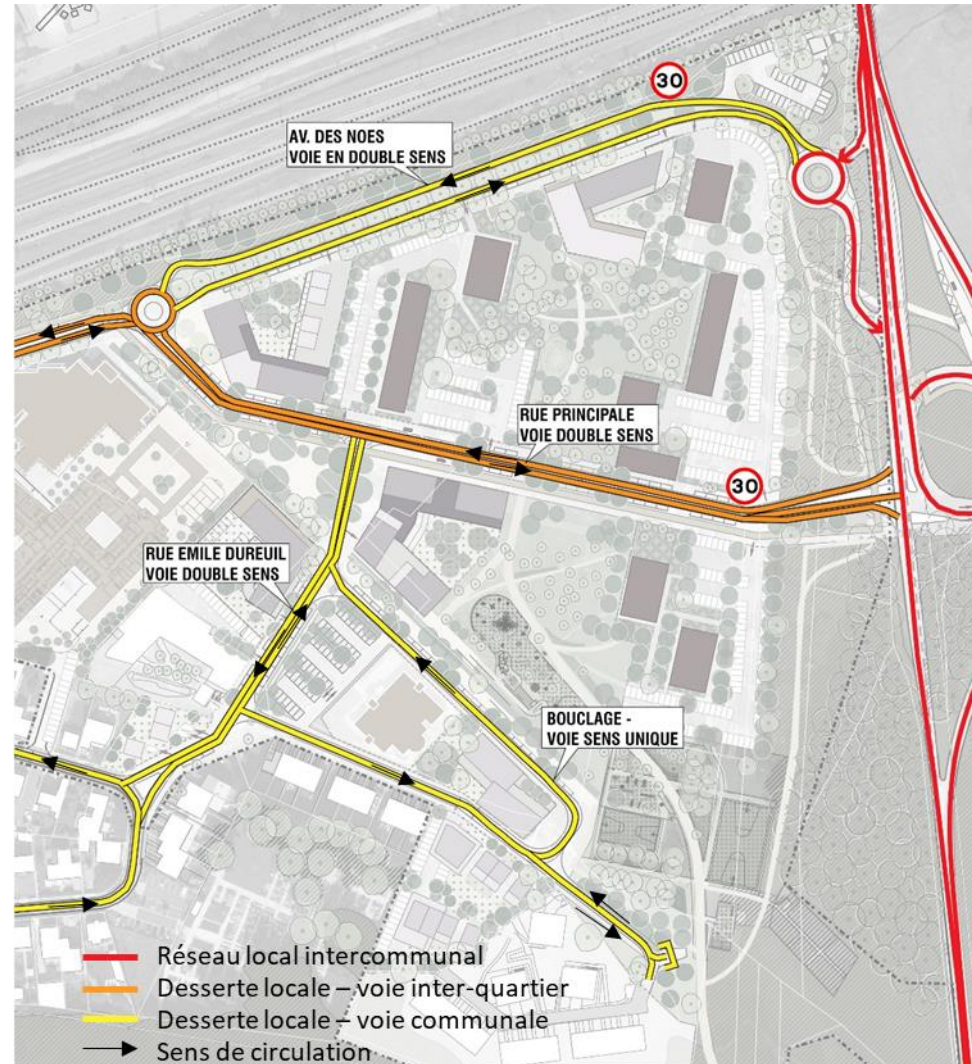 30
AV. DES NOES
VOIE EN DOUBLE SENS
RUE PRINCIPALE
VOIE DOUBLE SENS
30
RUE EMILE DUREUIL
VOIE DOUBLE SENS
BOUCLAGE -
VOIE SENS UNIQUE
Réseau local intercommunal
Desserte locale – voie inter-quartier
Desserte locale – voie communale
Sens de circulation